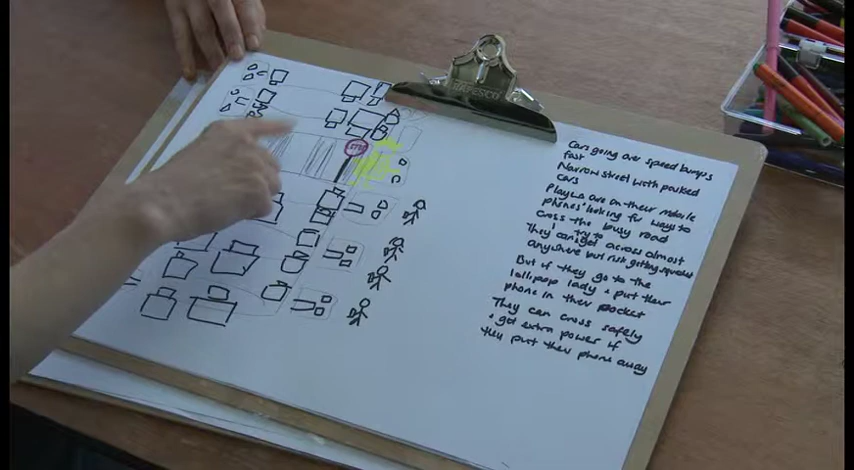 RAPESCO
STOP
Cars going over speed bumps
fast
Narrow street with parked
cars
Players are on their mobile
phones looking for ways to
cross the busy road
They can try to get across almost
anywhere but risk getting squashed
But if they go to the
lollipop lady & put their
phone in their pocket
They can cross safely
& get extra power if
they put their phone away